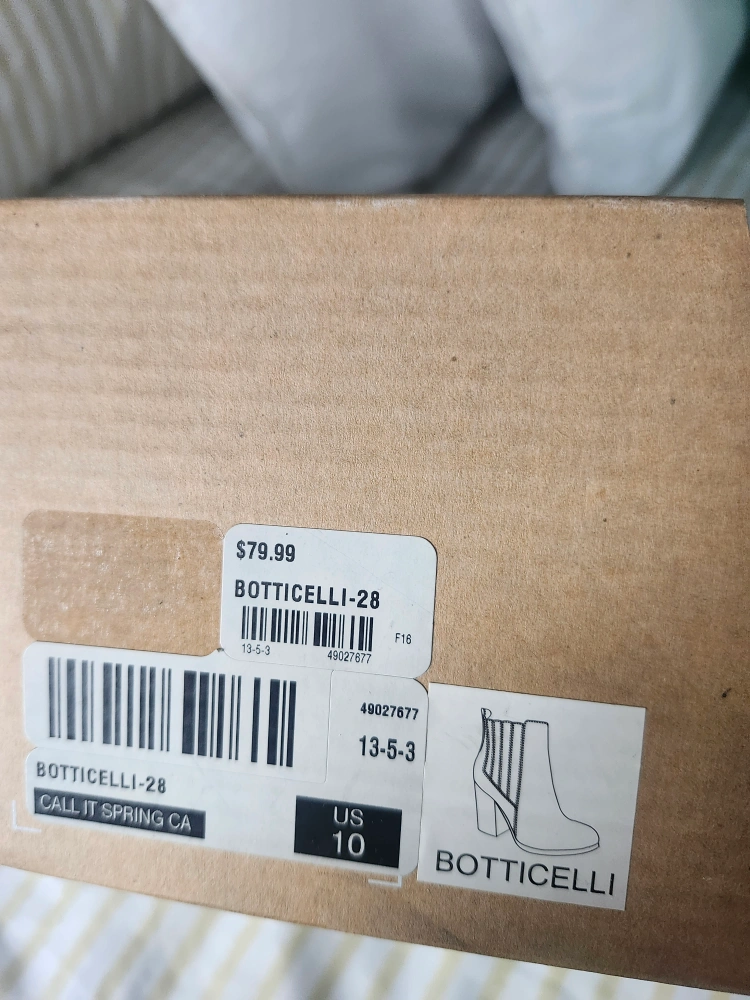 $79.99
BOTTICELLI-28
F16
13-5-3 49027677
49027677
13-5-3
BOTTICELLI-28
CALL IT SPRING CA
US
10
BOTTICELLI